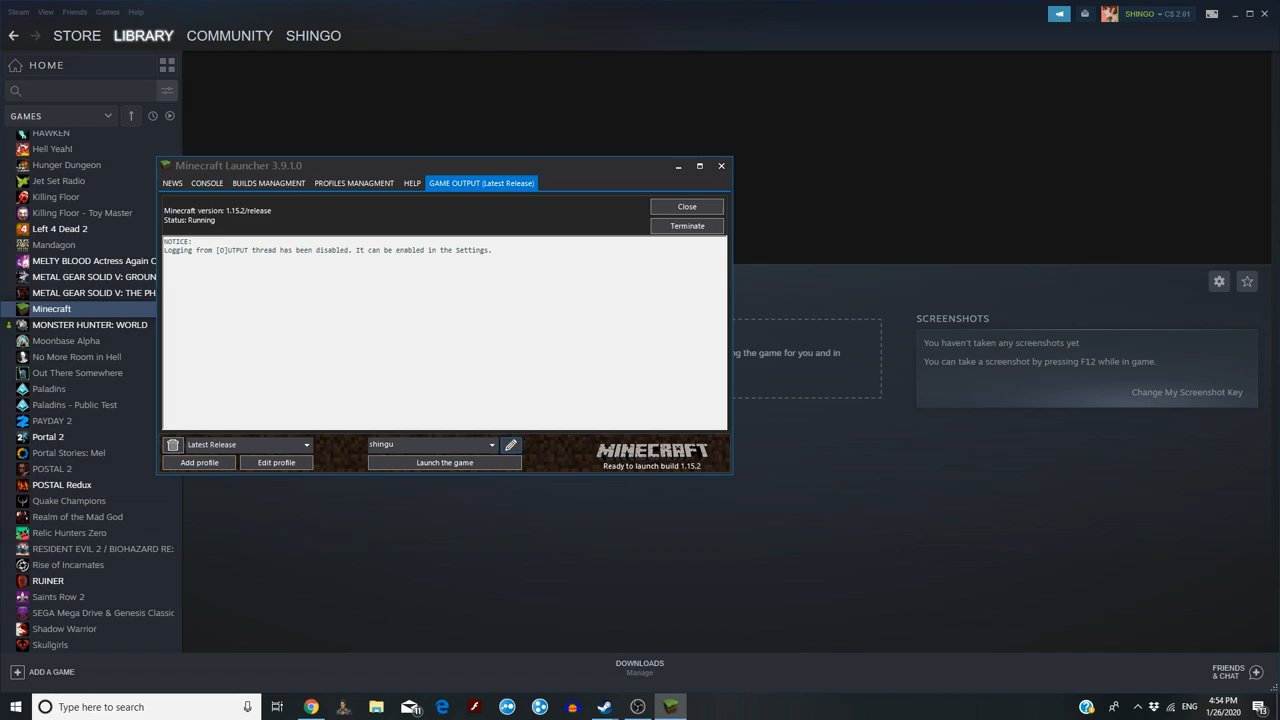 Steam View Friends Games Help
SHINGO C$ 2.01
STORE LIBRARY COMMUNITY SHINGO
HOME
GAMES
HAWKEN
Hell Yeah!
Hunger Dungeon
Jet Set Radio
Killing Floor
Killing Floor - Toy Master
Left 4 Dead 2
Mandagon
MELTY BLOOD Actress Again C
METAL GEAR SOLID V: GROUN
METAL GEAR SOLID V: THE PH
Minecraft
MONSTER HUNTER: WORLD
Moonbase Alpha
No More Room in Hell
Out There Somewhere
Paladins
Paladins - Public Test
PAYDAY 2
Portal 2
Portal Stories: Mel
POSTAL 2
POSTAL Redux
Quake Champions
Realm of the Mad God
Relic Hunters Zero
RESIDENT EVIL 2 / BIOHAZARD RE:
Rise of Incarnates
RUINER
Saints Row 2
SEGA Mega Drive & Genesis Classic
Shadow Warrior
Skullgirls
ADD A GAME
Minecraft Launcher 3.9.1.0
NEWS CONSOLE BUILDS MANAGMENT PROFILES MANAGMENT HELP GAME OUTPUT (Latest Release)
Minecraft version: 1.15.2/release
Status: Running
Close
Terminate
NOTICE:
Logging from [O]UTPUT thread has been disabled. It can be enabled in the Settings.
Latest Release
shingu
Add profile Edit profile Launch the game
MINECRAFT
Ready to launch build 1.15.2
ng the game for you and in
SCREENSHOTS
You haven't taken any screenshots yet
You can take a screenshot by pressing F12 while in game.
Change My Screenshot Key
DOWNLOADS
Manage
FRIENDS
& CHAT
Type here to search
11
ENG
4:54 PM
1/26/2020